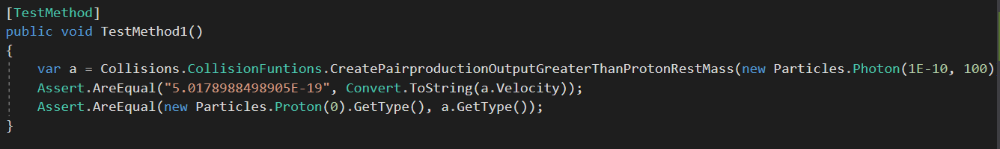 [TestMethod]
public void TestMethod1()
{
var a = Collisions.CollisionFuntions.CreatePairproductionOutputGreaterThanProtonRestMass(new Particles.Photon(1E-10, 100)
Assert.AreEqual("5.0178988498905E-19", Convert.ToString(a.Velocity));
Assert.AreEqual(new Particles.Proton(0).GetType(), a.GetType());
}